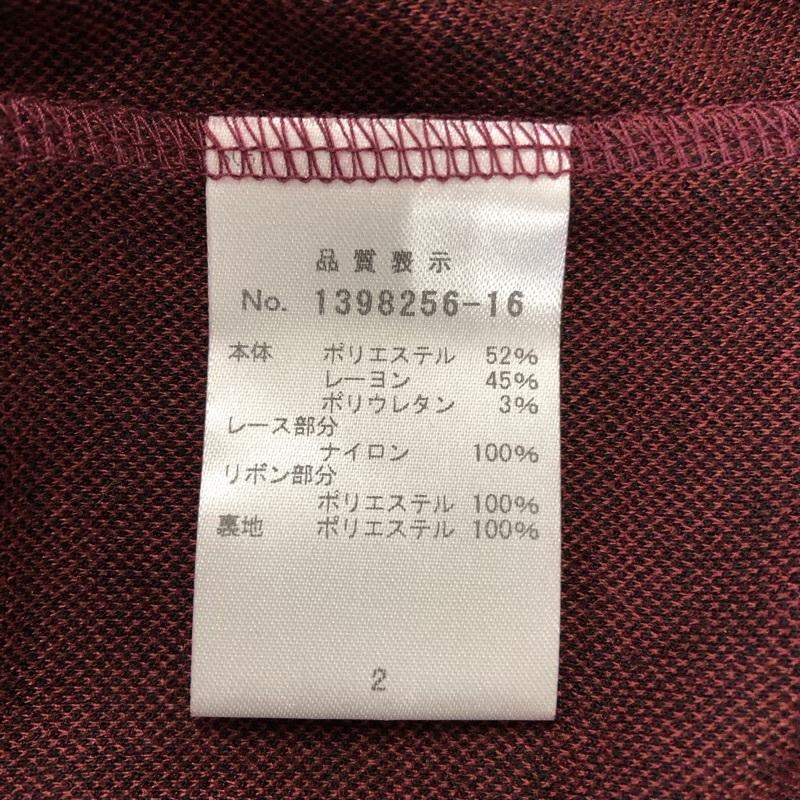 品質表示
No. 1398256-16
本体 ポリエステル 52%
レーヨン 45%
ポリウレタン 3%
レース部分
ナイロン 100%
リボン部分
ポリエステル 100%
裏地 ポリエステル 100%
2